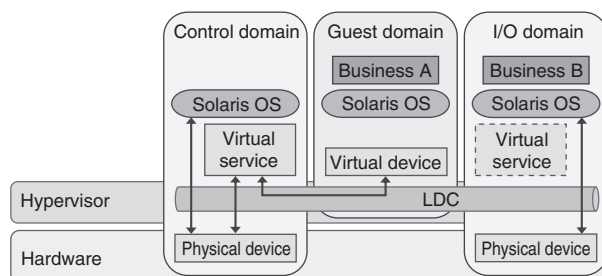 Control domain
Guest domain
I/O domain
Business A
Business B
Solaris OS
Solaris OS
Solaris OS
Virtual
service
Virtual device
Virtual
service
Hypervisor
LDC
Hardware
Physical device
Physical device